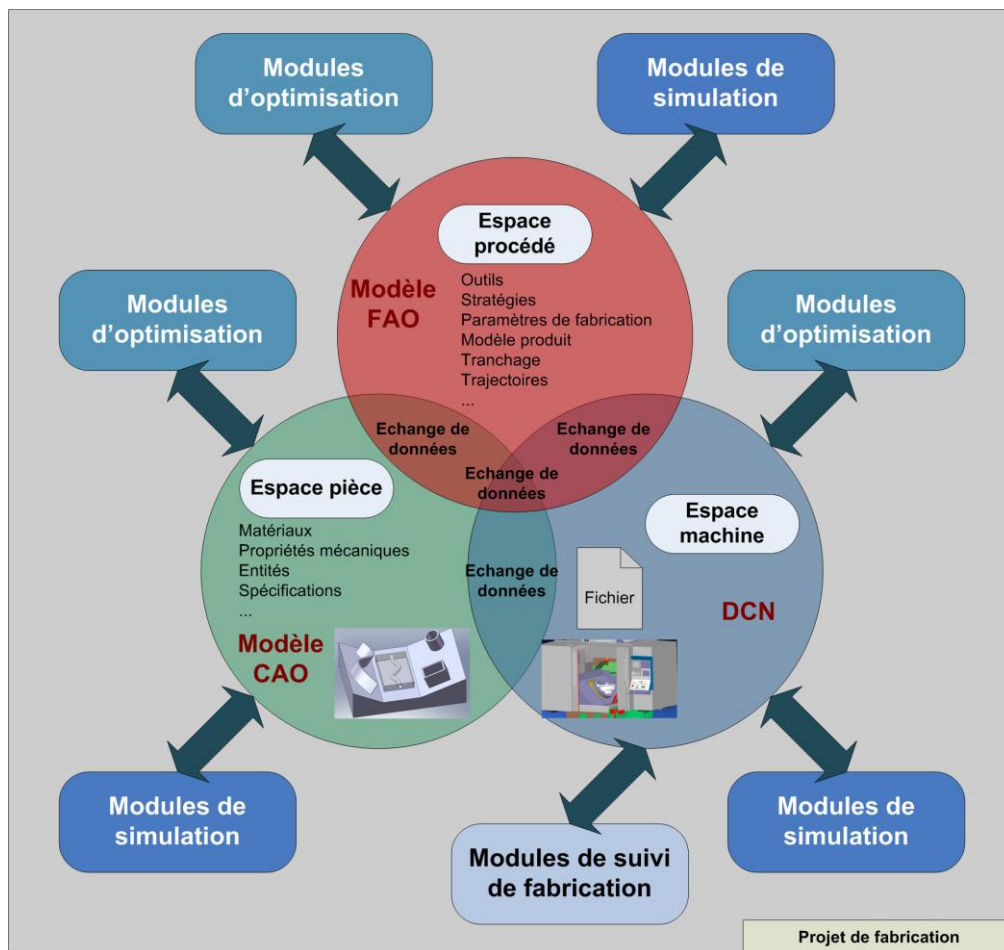 Modules
d'optimisation
Modules de
simulation
Espace
procédé
Modèle
FAO
Outils
Stratégies
Paramètres de fabrication
Modèle produit
Tranchage
Trajectoires
...
Modules
d'optimisation
Modules
d'optimisation
Echange de
données
Echange de
données
Echange de
données
Espace pièce
Matériaux
Propriétés mécaniques
Entités
Spécifications
...
Modèle
CAO
Echange de
données
Espace
machine
Fichier
DCN
Modules de
simulation
Modules de suivi
de fabrication
Modules de
simulation
Projet de fabrication